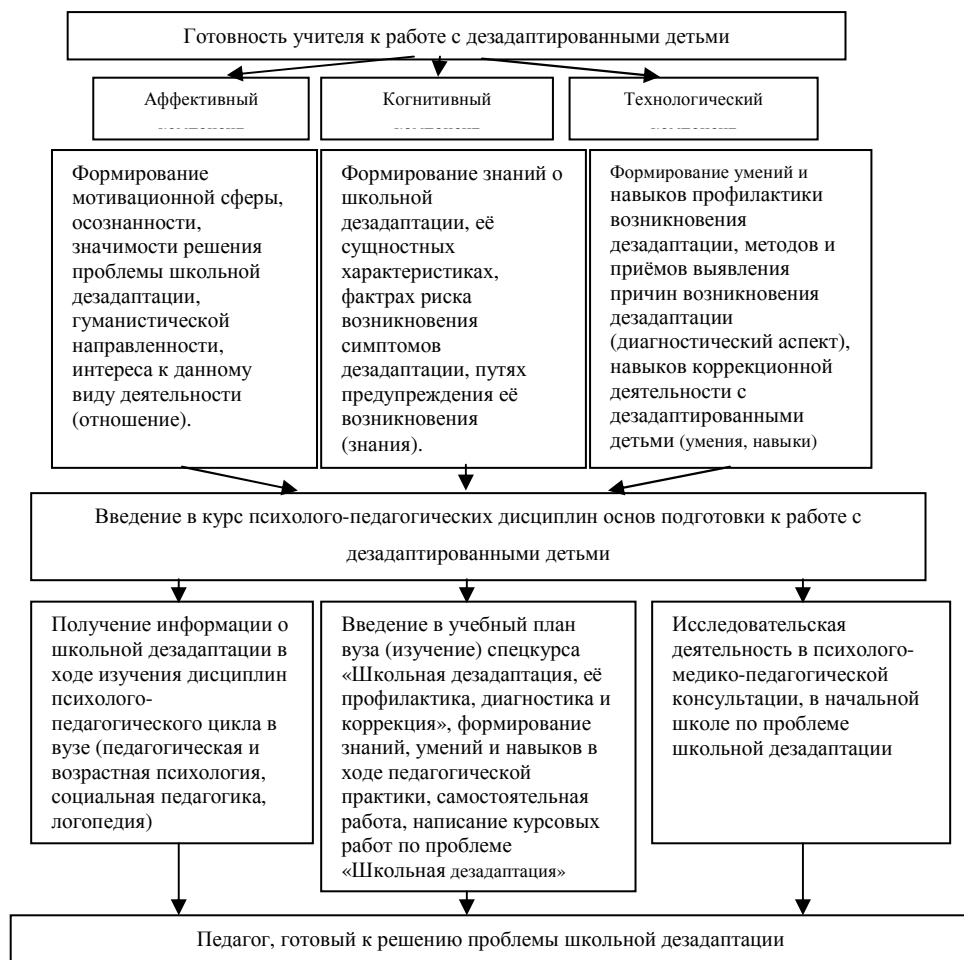 Готовность учителя к работе с дезадаптированными детьми
Аффективный
Когнитивный
Технологический
Формирование
мотивационной сферы,
осознанности,
значимости решения
проблемы школьной
дезадаптации,
гуманистической
направленности,
интереса к данному
виду деятельности
(отношение).
Формирование знаний о
школьной
дезадаптации, её
сущностных
характеристиках,
фактрах риска
возникновения
симптомов
дезадаптации, путях
предупреждения её
возникновения
(знания).
Формирование умений и
навыков профилактики
возникновения
дезадаптации, методов и
приёмов выявления
причин возникновения
дезадаптации
(диагностический аспект),
навыков коррекционной
деятельности с
дезадаптированными
детьми (умения, навыки)
Введение в курс психолого-педагогических дисциплин основ подготовки к работе с
дезадаптированными детьми
Получение информации о
школьной дезадаптации в
ходе изучения дисциплин
психолого-
педагогического цикла в
вузе (педагогическая и
возрастная психология,
социальная педагогика,
логопедия)
Введение в учебный план
вуза (изучение) спецкурса
«Школьная дезадаптация, её
профилактика, диагностика и
коррекция», формирование
знаний, умений и навыков в
ходе педагогической
практики, самостоятельная
работа, написание курсовых
работ по проблеме
«Школьная дезадаптация»
Исследовательская
деятельность в психолого-
медико-педагогической
консультации, в начальной
школе по проблеме
школьной дезадаптации
Педагог, готовый к решению проблемы школьной дезадаптации